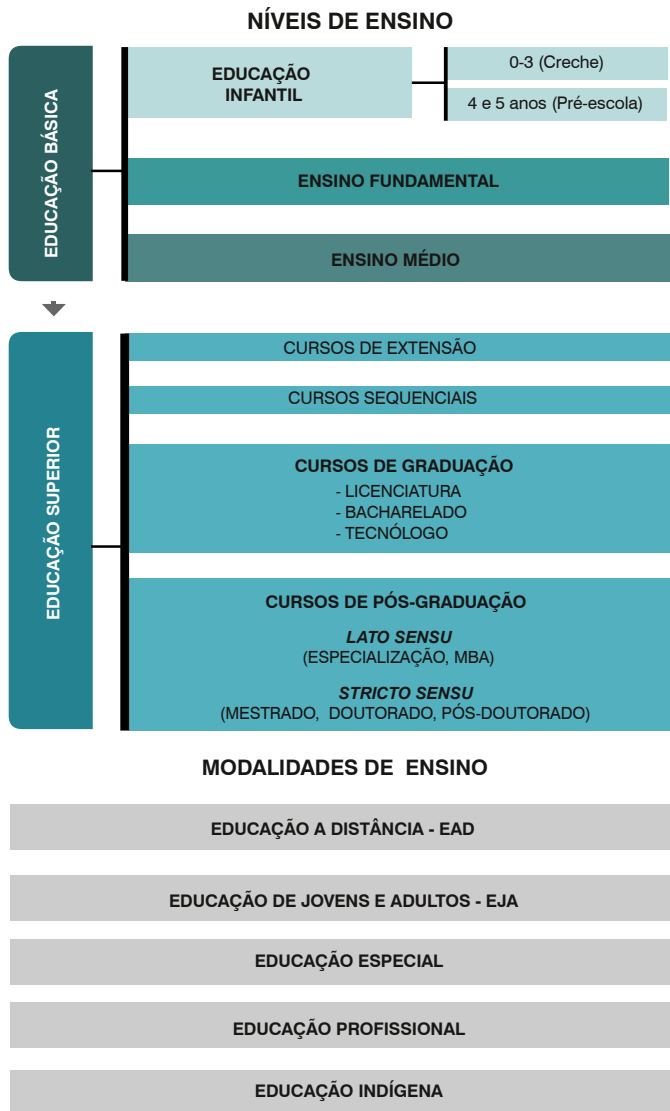 NÍVEIS DE ENSINO
EDUCAÇÃO BÁSICA
EDUCAÇÃO
INFANTIL
0-3 (Creche)
4 e 5 anos (Pré-escola)
ENSINO FUNDAMENTAL
ENSINO MÉDIO
EDUCAÇÃO SUPERIOR
CURSOS DE EXTENSÃO
CURSOS SEQUENCIAIS
CURSOS DE GRADUAÇÃO
- LICENCIATURA
- BACHARELADO
- TECNÓLOGO
CURSOS DE PÓS-GRADUAÇÃO
LATO SENSU
(ESPECIALIZAÇÃO, MBA)
STRICTO SENSU
(MESTRADO, DOUTORADO, PÓS-DOUTORADO)
MODALIDADES DE ENSINO
EDUCAÇÃO A DISTÂNCIA - EAD
EDUCAÇÃO DE JOVENS E ADULTOS - EJA
EDUCAÇÃO ESPECIAL
EDUCAÇÃO PROFISSIONAL
EDUCAÇÃO INDÍGENA